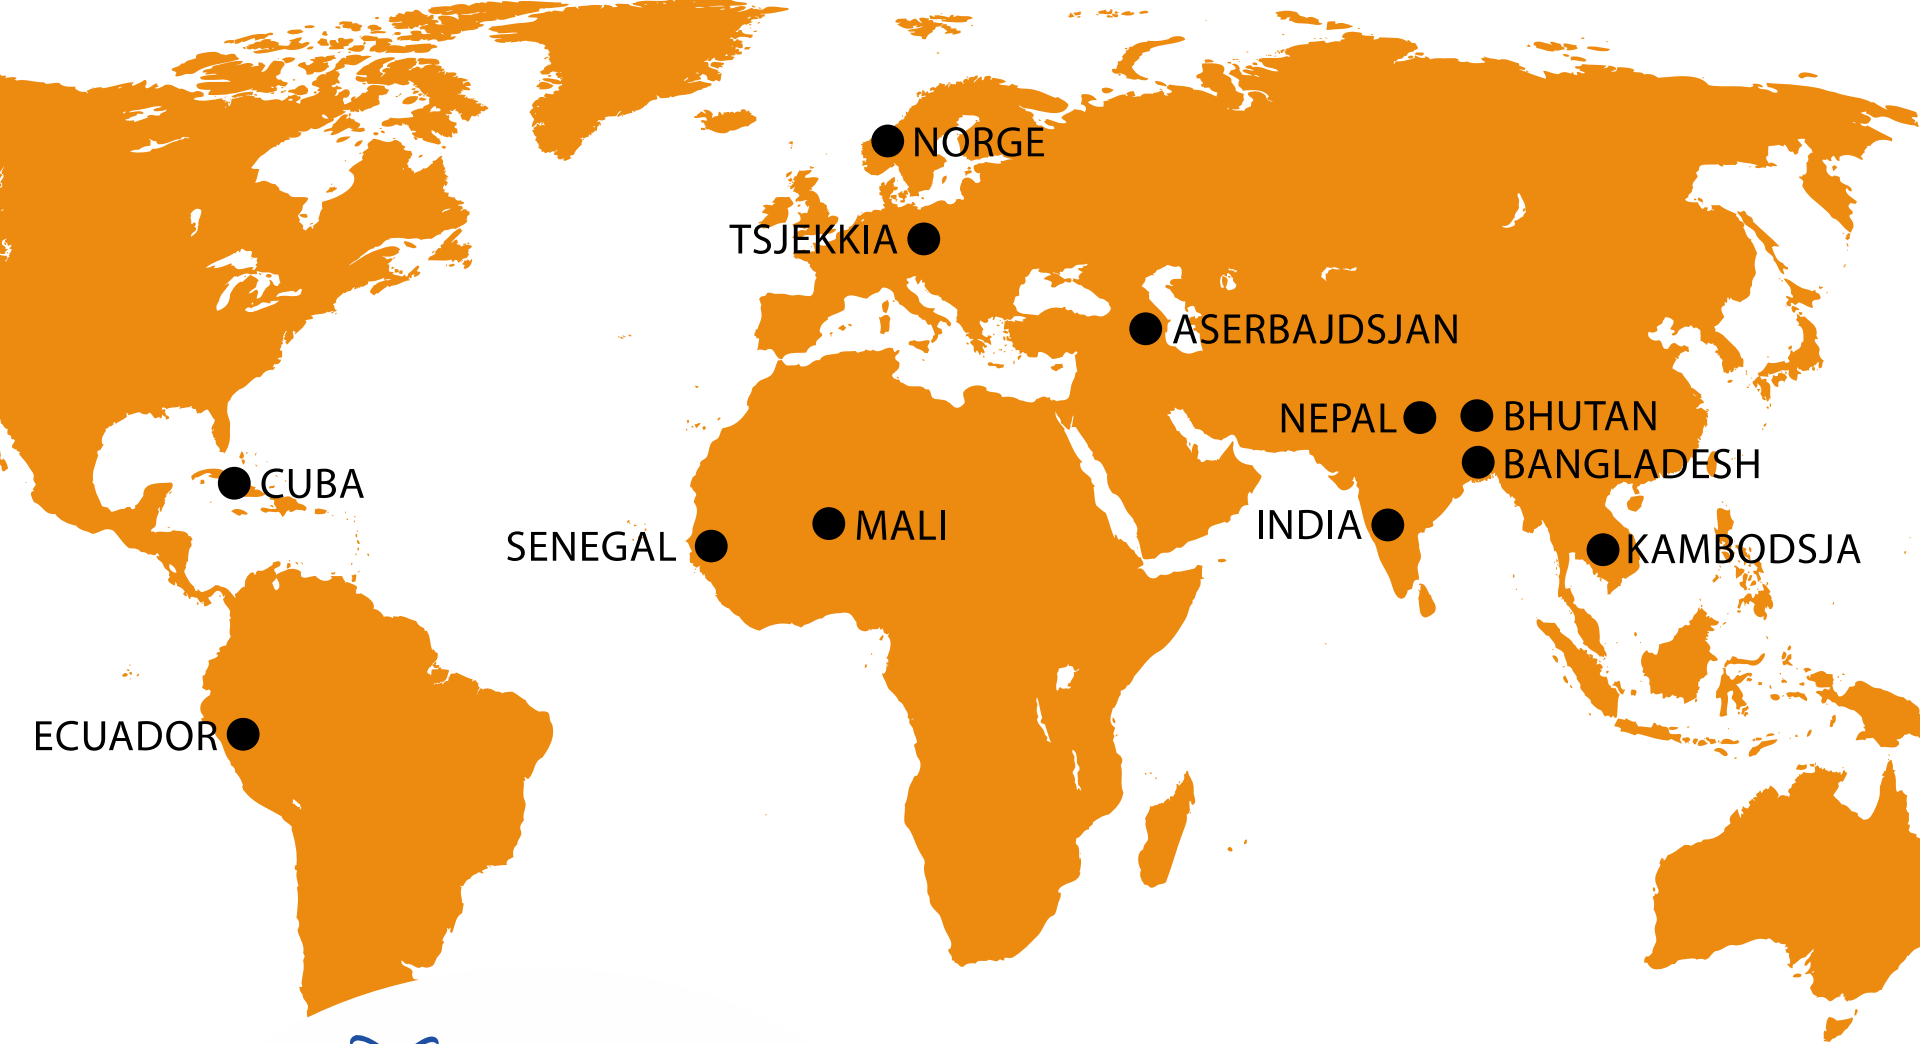 NORGE
TSJEKKIA
ASERBAJDSJAN
NEPAL
BHUTAN
BANGLADESH
CUBA
SENEGAL
MALI
INDIA
KAMBODSJA
ECUADOR